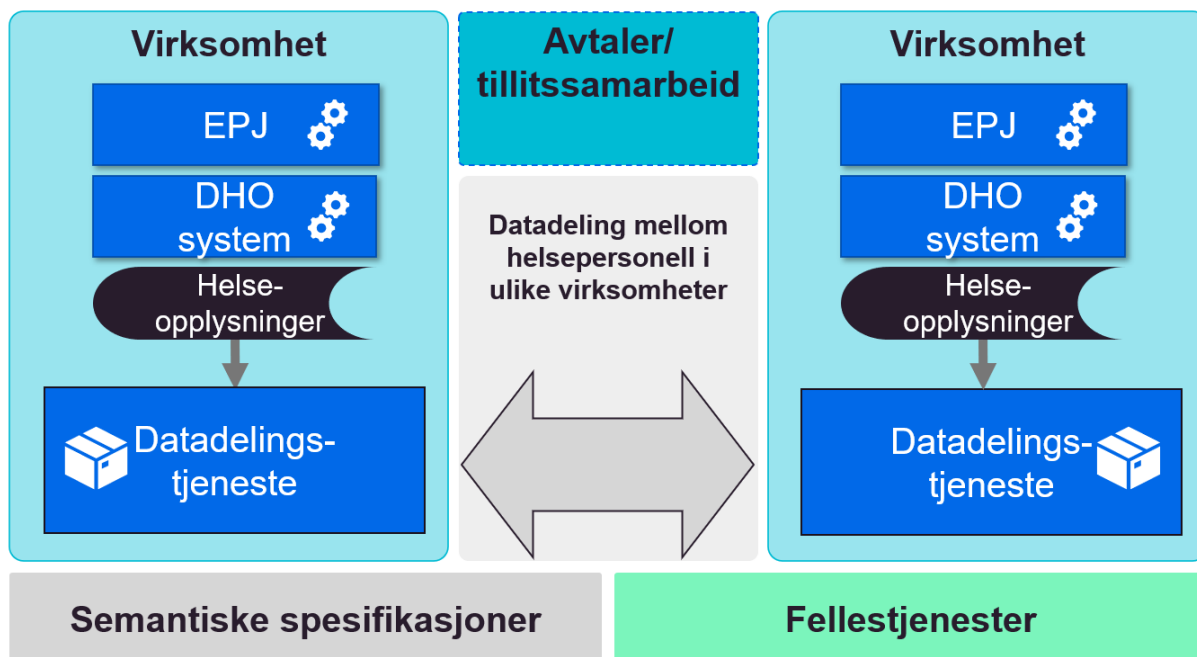 Virksomhet
EPJ
DHO
system
Helse-
opplysninger
Datadelings-
tjeneste
Avtaler/
tillitssamarbeid
Datadeling mellom
helsepersonell i
ulike virksomheter
Virksomhet
EPJ
DHO
system
Helse-
opplysninger
Datadelings-
tjeneste
Semantiske spesifikasjoner
Fellestjenester